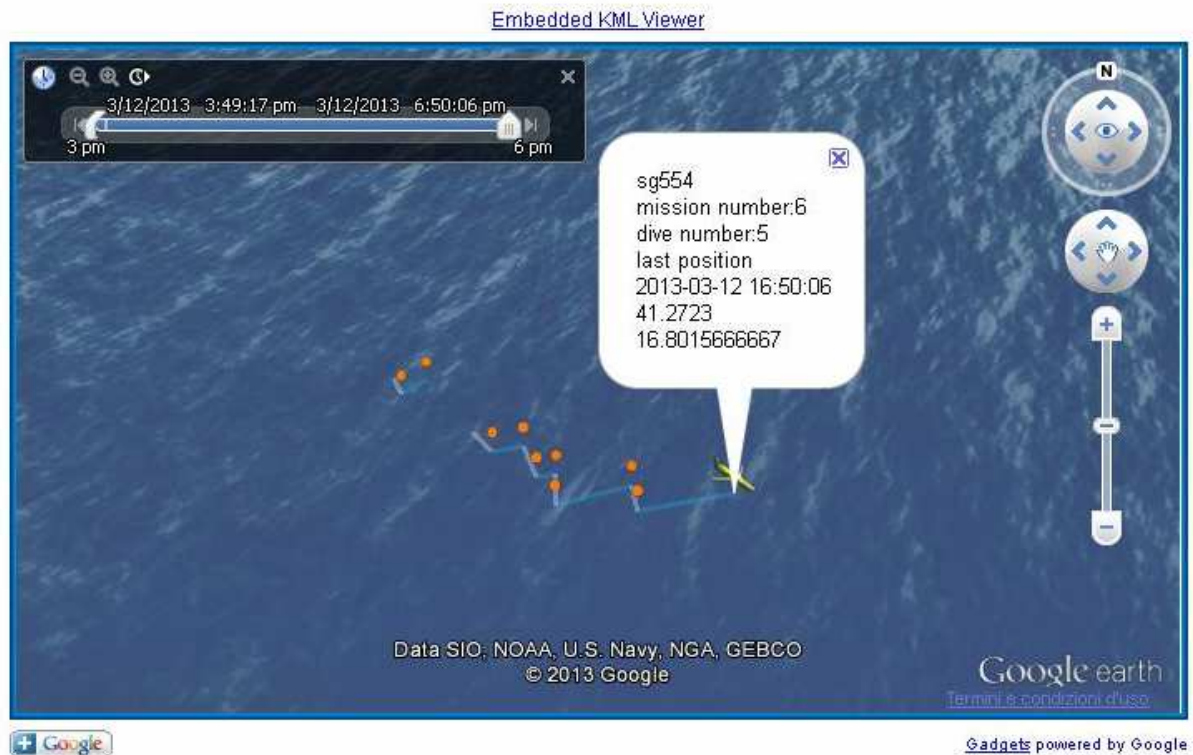 Embedded KML Viewer
3/12/2013 3:49:17 pm 3/12/2013 6:50:06 pm
3 pm 6 pm
N
sg554
mission number:6
dive number:5
last position
2013-03-12 16:50:06
41.2723
16.8015666667
Data SIO, NOAA, U.S. Navy, NGA, GEBCO
© 2013 Google
Google earth
Termini e condizioni d'uso
+ Google
Gadgets powered by Google